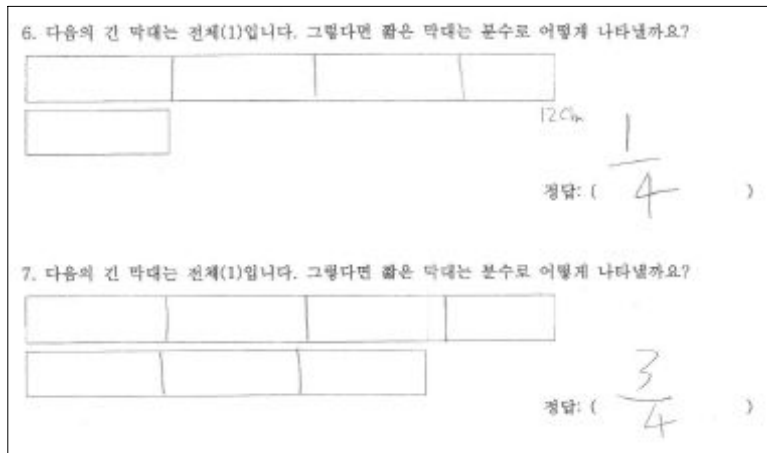 6. 다음의 긴 막대는 전체(1)입니다. 그렇다면 짧은 막대는 분수로 어떻게 나타낼까요?
12Cm
1
4
정답: ( )
7. 다음의 긴 막대는 전체(1)입니다. 그렇다면 짧은 막대는 분수로 어떻게 나타낼까요?
3
4
정답: ( )